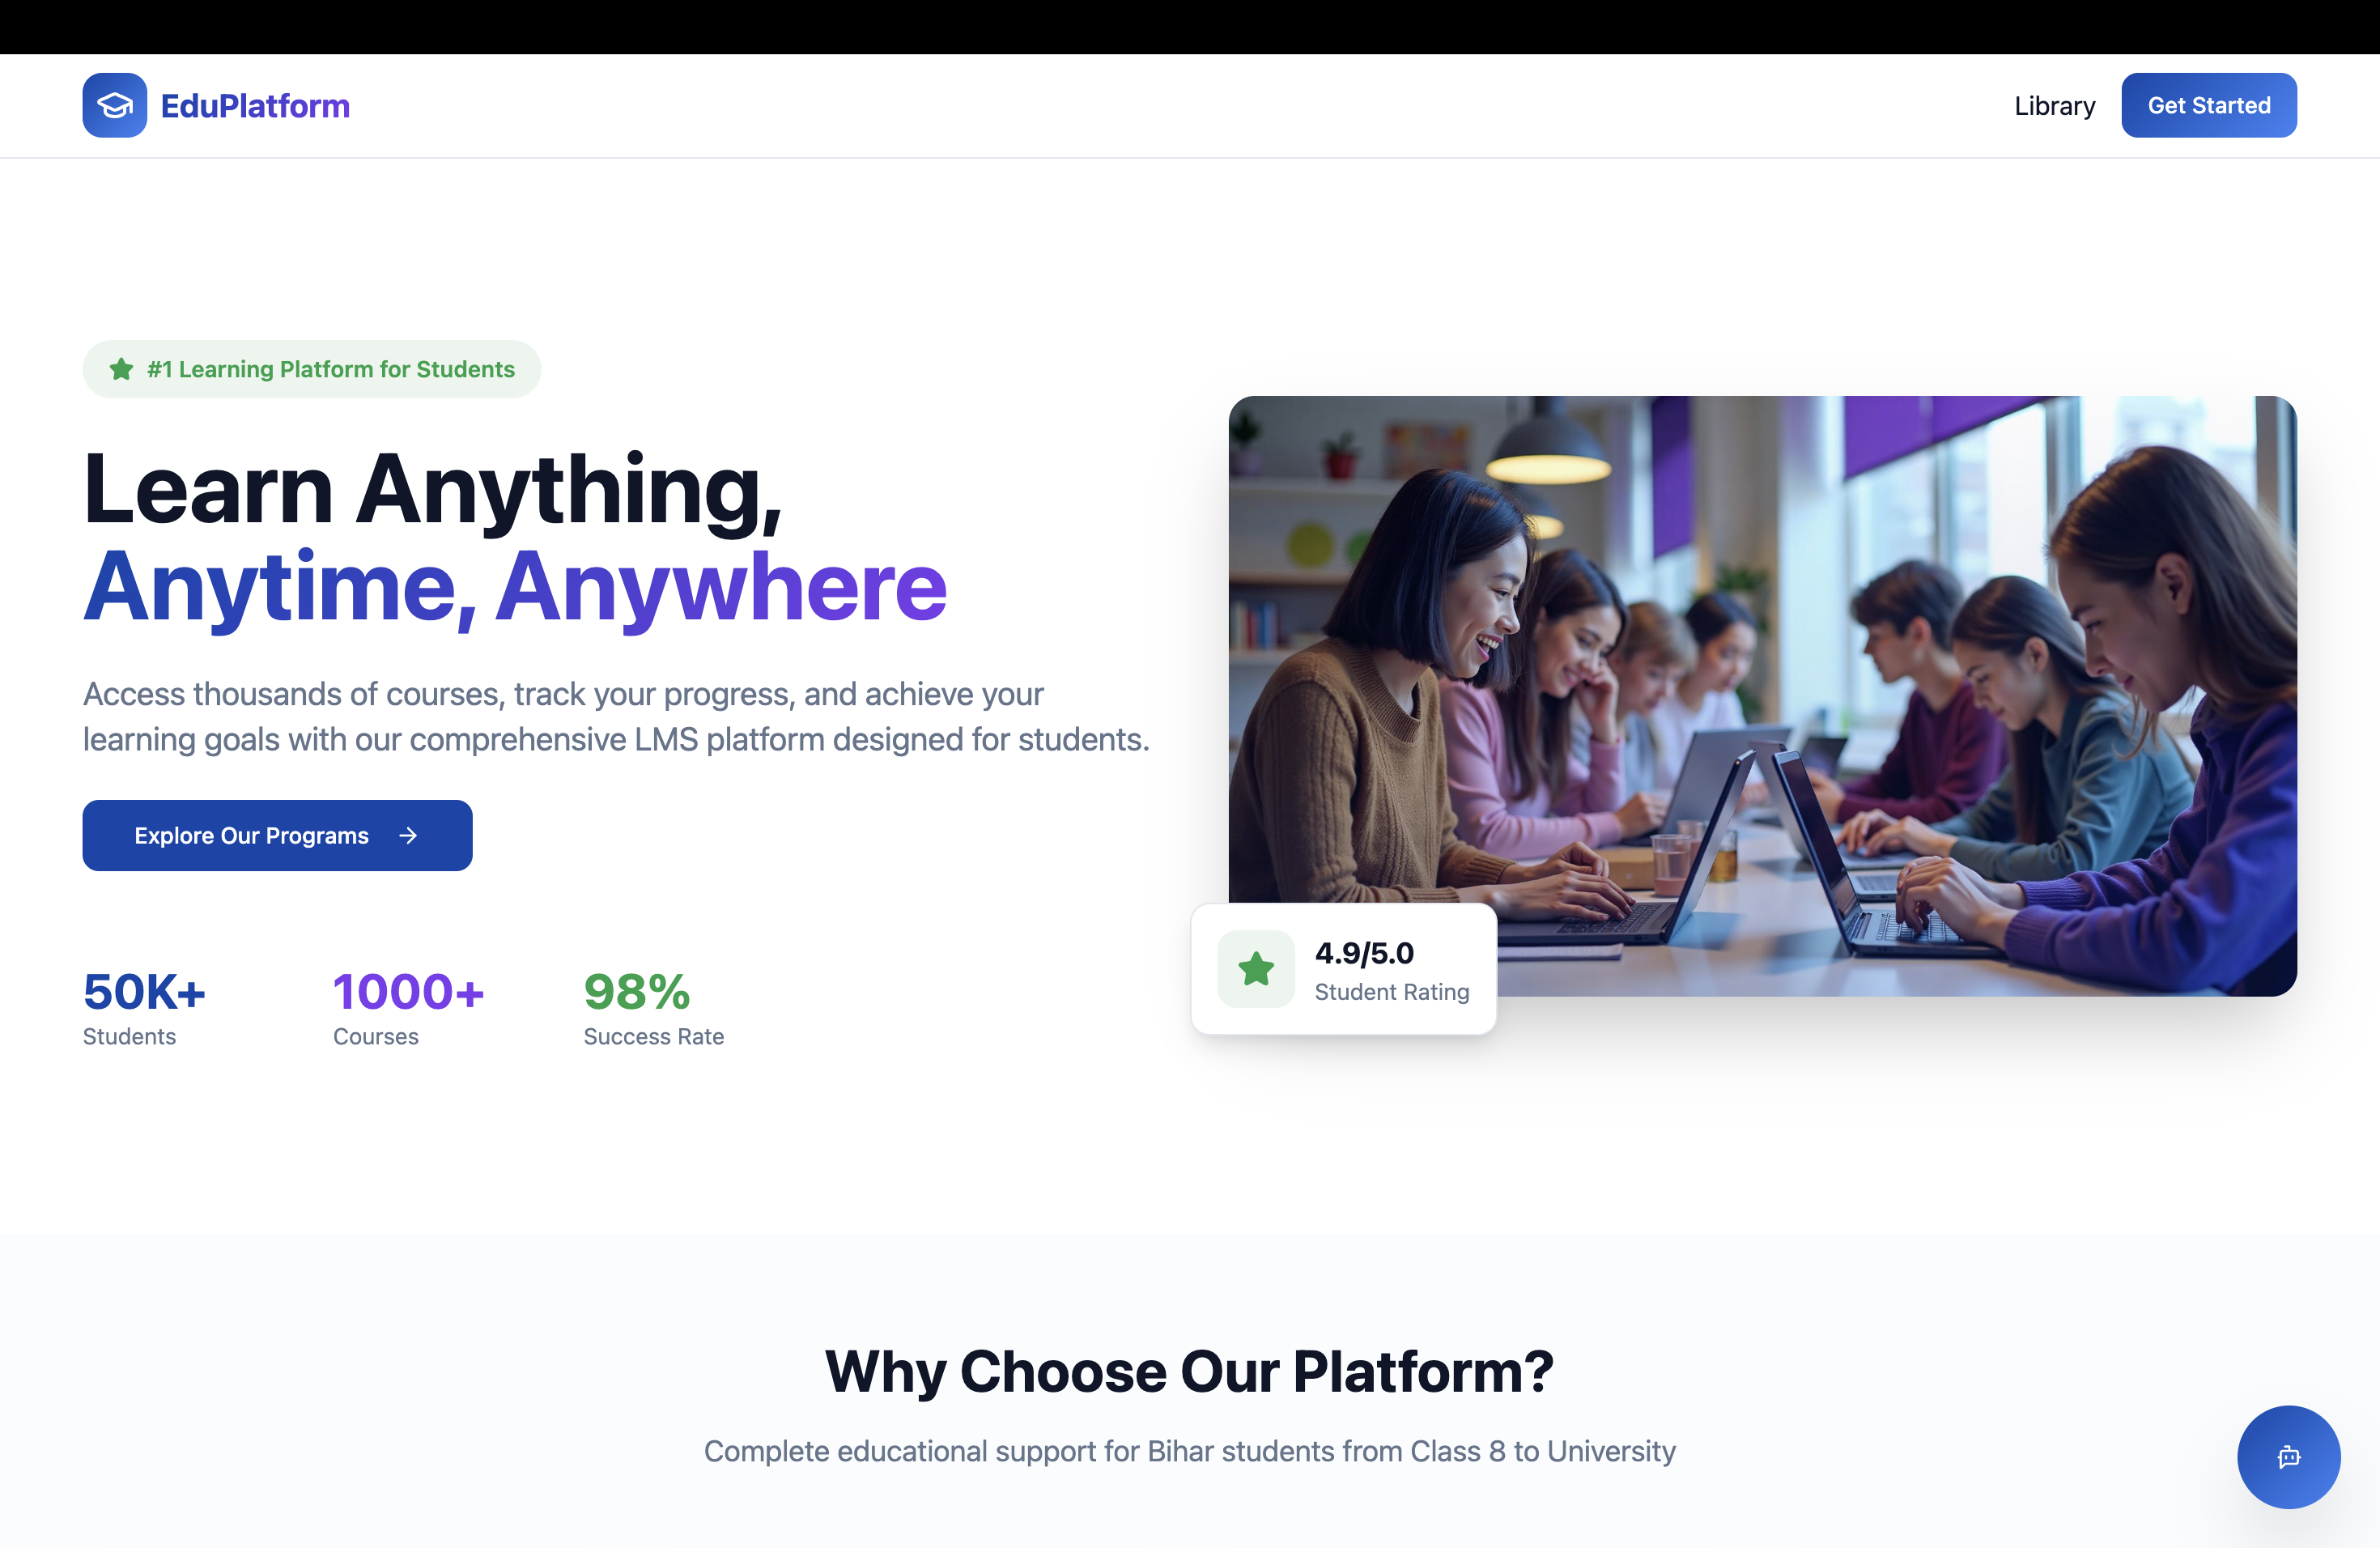 EduPlatform
Library
Get Started
#1 Learning Platform for Students
Learn Anything,
Anytime, Anywhere
Access thousands of courses, track your progress, and achieve your
learning goals with our comprehensive LMS platform designed for students.
Explore Our Programs
50K+
Students
1000+
Courses
98%
Success Rate
4.9/5.0
Student Rating
Why Choose Our Platform?
Complete educational support for Bihar students from Class 8 to University